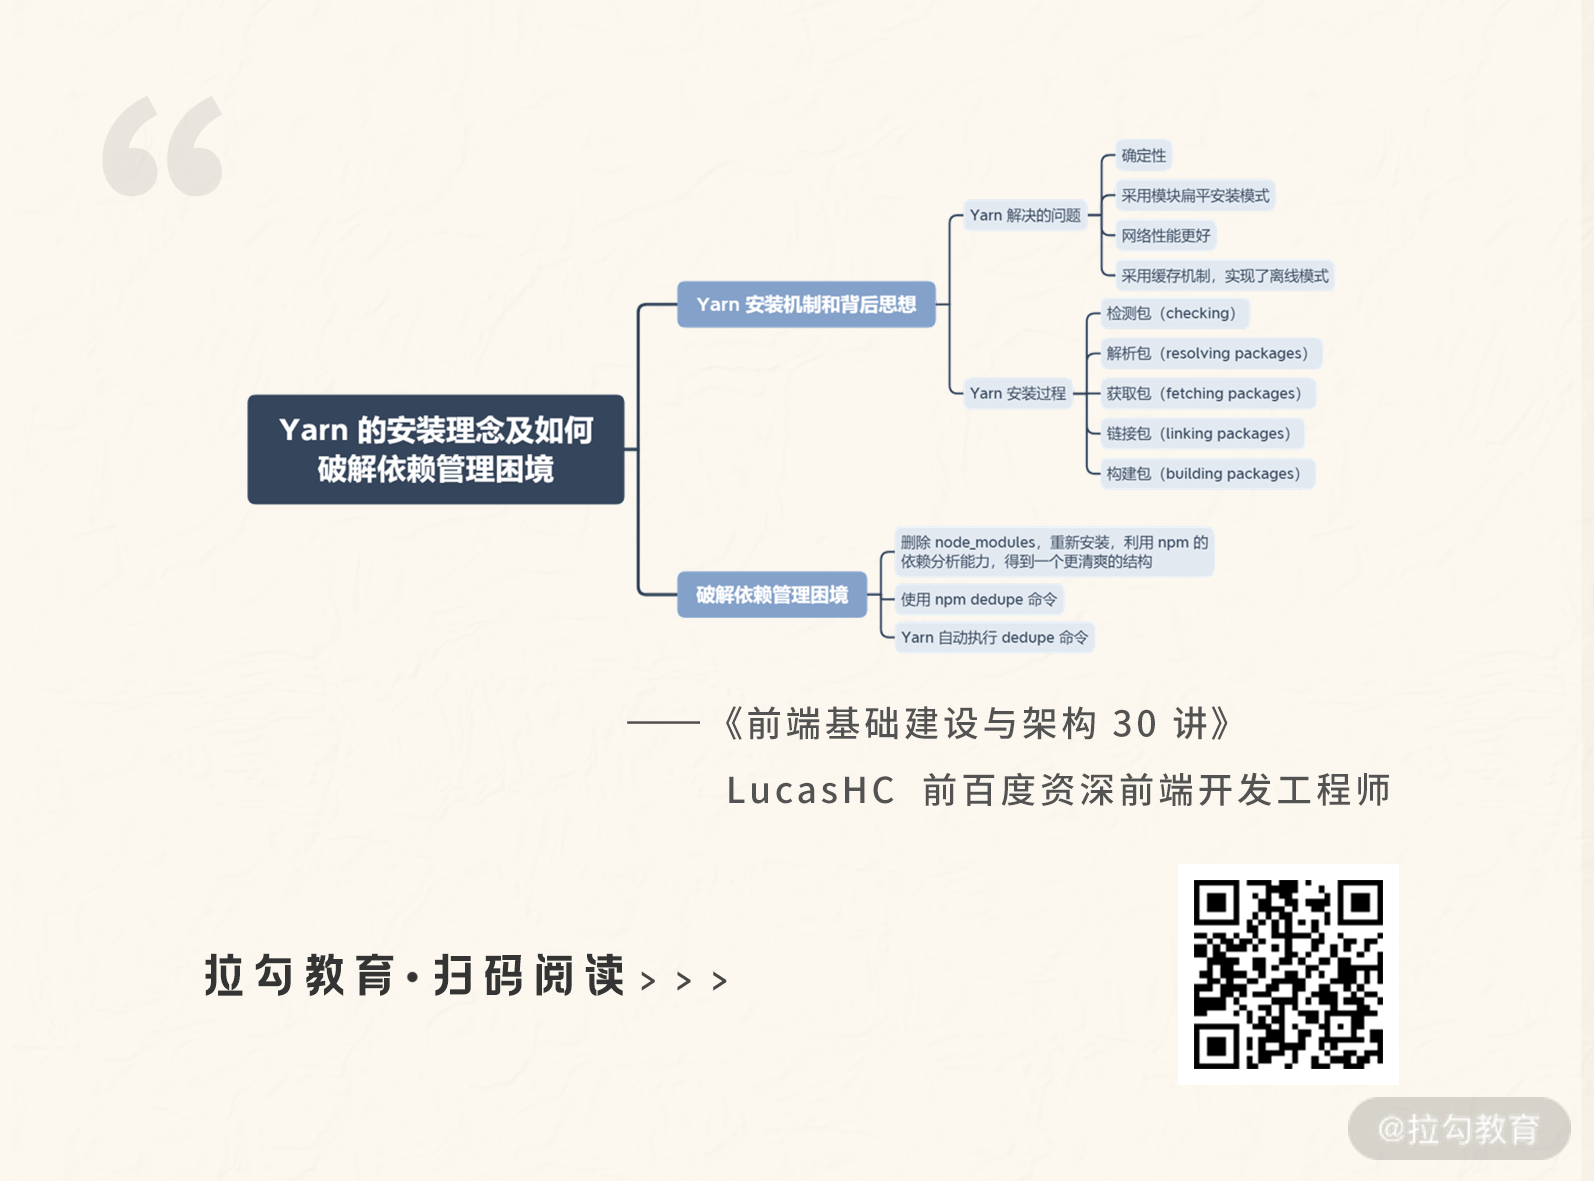 “
Yarn 的安装理念及如何
破解依赖管理困境
Yarn 安装机制和背后思想
Yarn 解决的问题
确定性
采用模块扁平安装模式
网络性能更好
采用缓存机制，实现了离线模式
Yarn 安装过程
检测包（checking）
解析包（resolving packages）
获取包（fetching packages）
链接包（linking packages）
构建包（building packages）
破解依赖管理困境
删除 node_modules，重新安装，利用 npm 的
依赖分析能力，得到一个更清爽的结构
使用 npm dedupe 命令
Yarn 自动执行 dedupe 命令
——《前端基础建设与架构 30 讲》
LucasHC 前百度资深前端开发工程师
拉勾教育·扫码阅读>>>
@拉勾教育